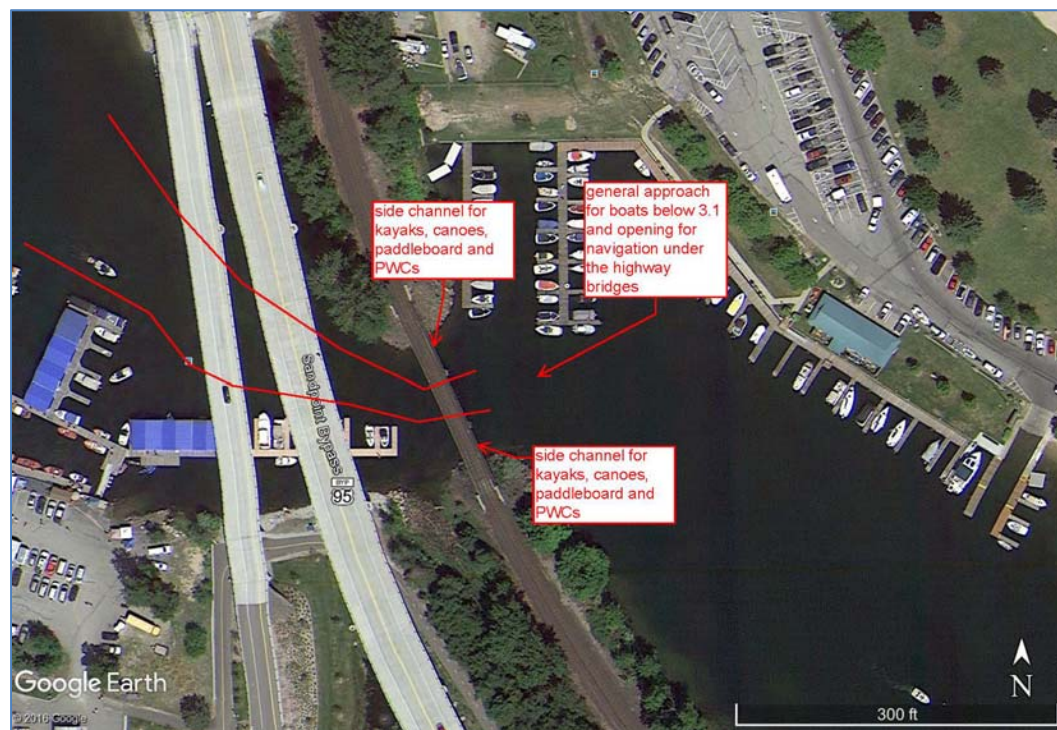 side channel for
kayaks, canoes,
paddleboard and
PWCs
general approach
for boats below 3.1
and opening for
navigation under
the highway
bridges
Sandpoint Bypass
BYP
95
side channel for
kayaks, canoes,
paddleboard and
PWCs
Google Earth
© 2016 Google
N
300 ft